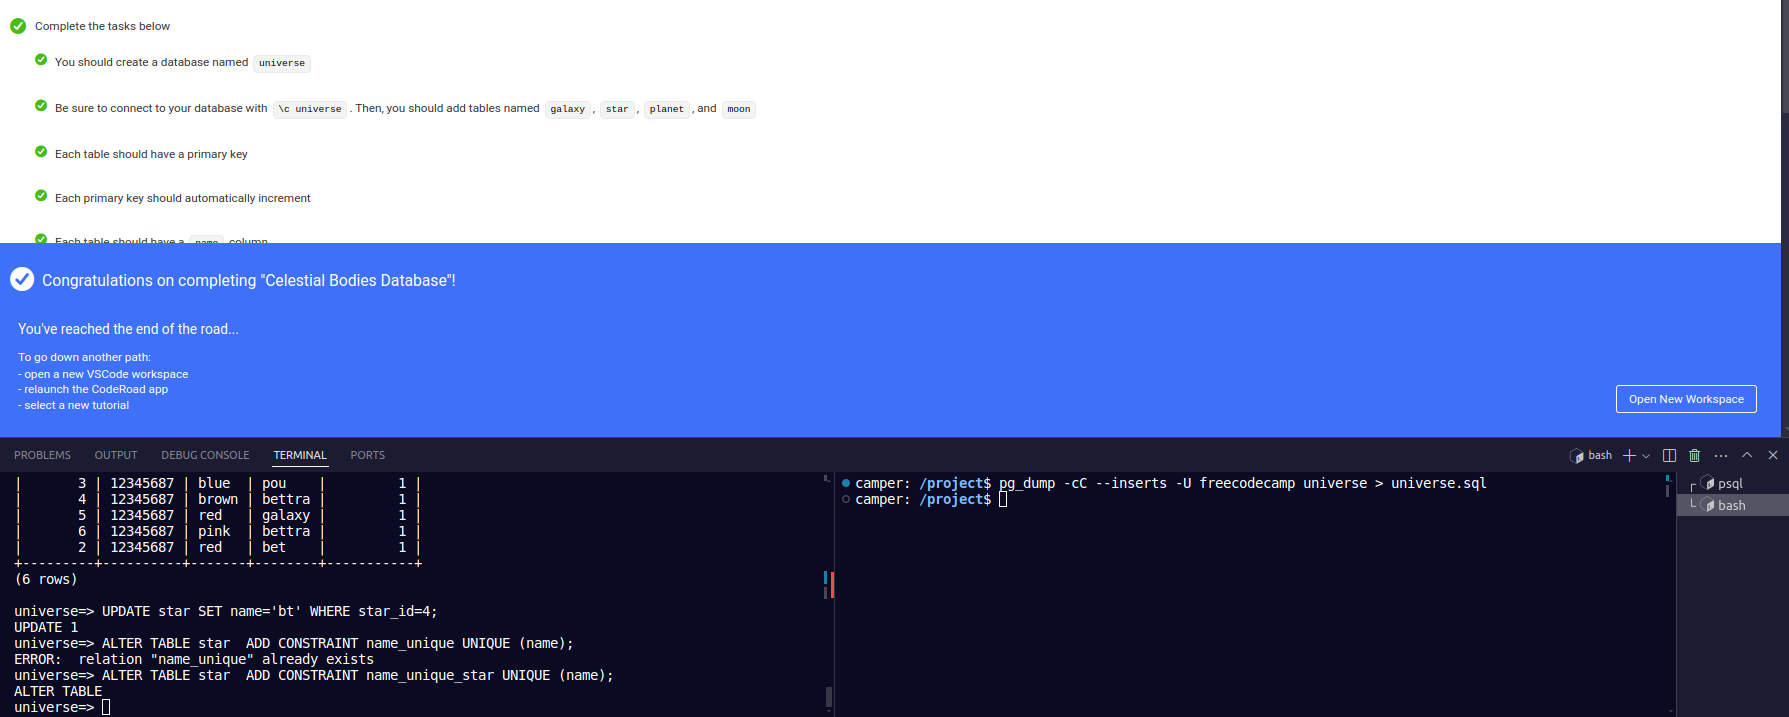 Complete the tasks below
You should create a database named universe
Be sure to connect to your database with \c universe . Then, you should add tables named galaxy , star , planet , and moon
Each table should have a primary key
Each primary key should automatically increment
Each table should have a name column
Congratulations on completing "Celestial Bodies Database"!
You've reached the end of the road...
To go down another path:
- open a new VSCode workspace
- relaunch the CodeRoad app
- select a new tutorial
Open New Workspace
PROBLEMS OUTPUT DEBUG CONSOLE TERMINAL PORTS bash
|       3 | 12345687 | blue  | pou    |         1 |
|       4 | 12345687 | brown | bettra |         1 |
|       5 | 12345687 | red   | galaxy |         1 |
|       6 | 12345687 | pink  | bettra |         1 |
|       2 | 12345687 | red   | bet    |         1 |
+---------+----------+-------+--------+-----------+
(6 rows)
universe=> UPDATE star SET name='bt' WHERE star_id=4;
UPDATE 1
universe=> ALTER TABLE star  ADD CONSTRAINT name_unique UNIQUE (name);
ERROR:  relation "name_unique" already exists
universe=> ALTER TABLE star  ADD CONSTRAINT name_unique_star UNIQUE (name);
ALTER TABLE
universe=>
camper: /project$ pg_dump -cC --inserts -U freecodecamp universe > universe.sql
camper: /project$
psql
bash